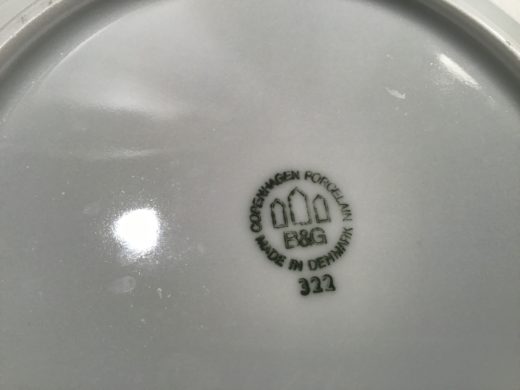 COPENHAGEN PORCELAIN
B&G
MADE IN DENMARK
322